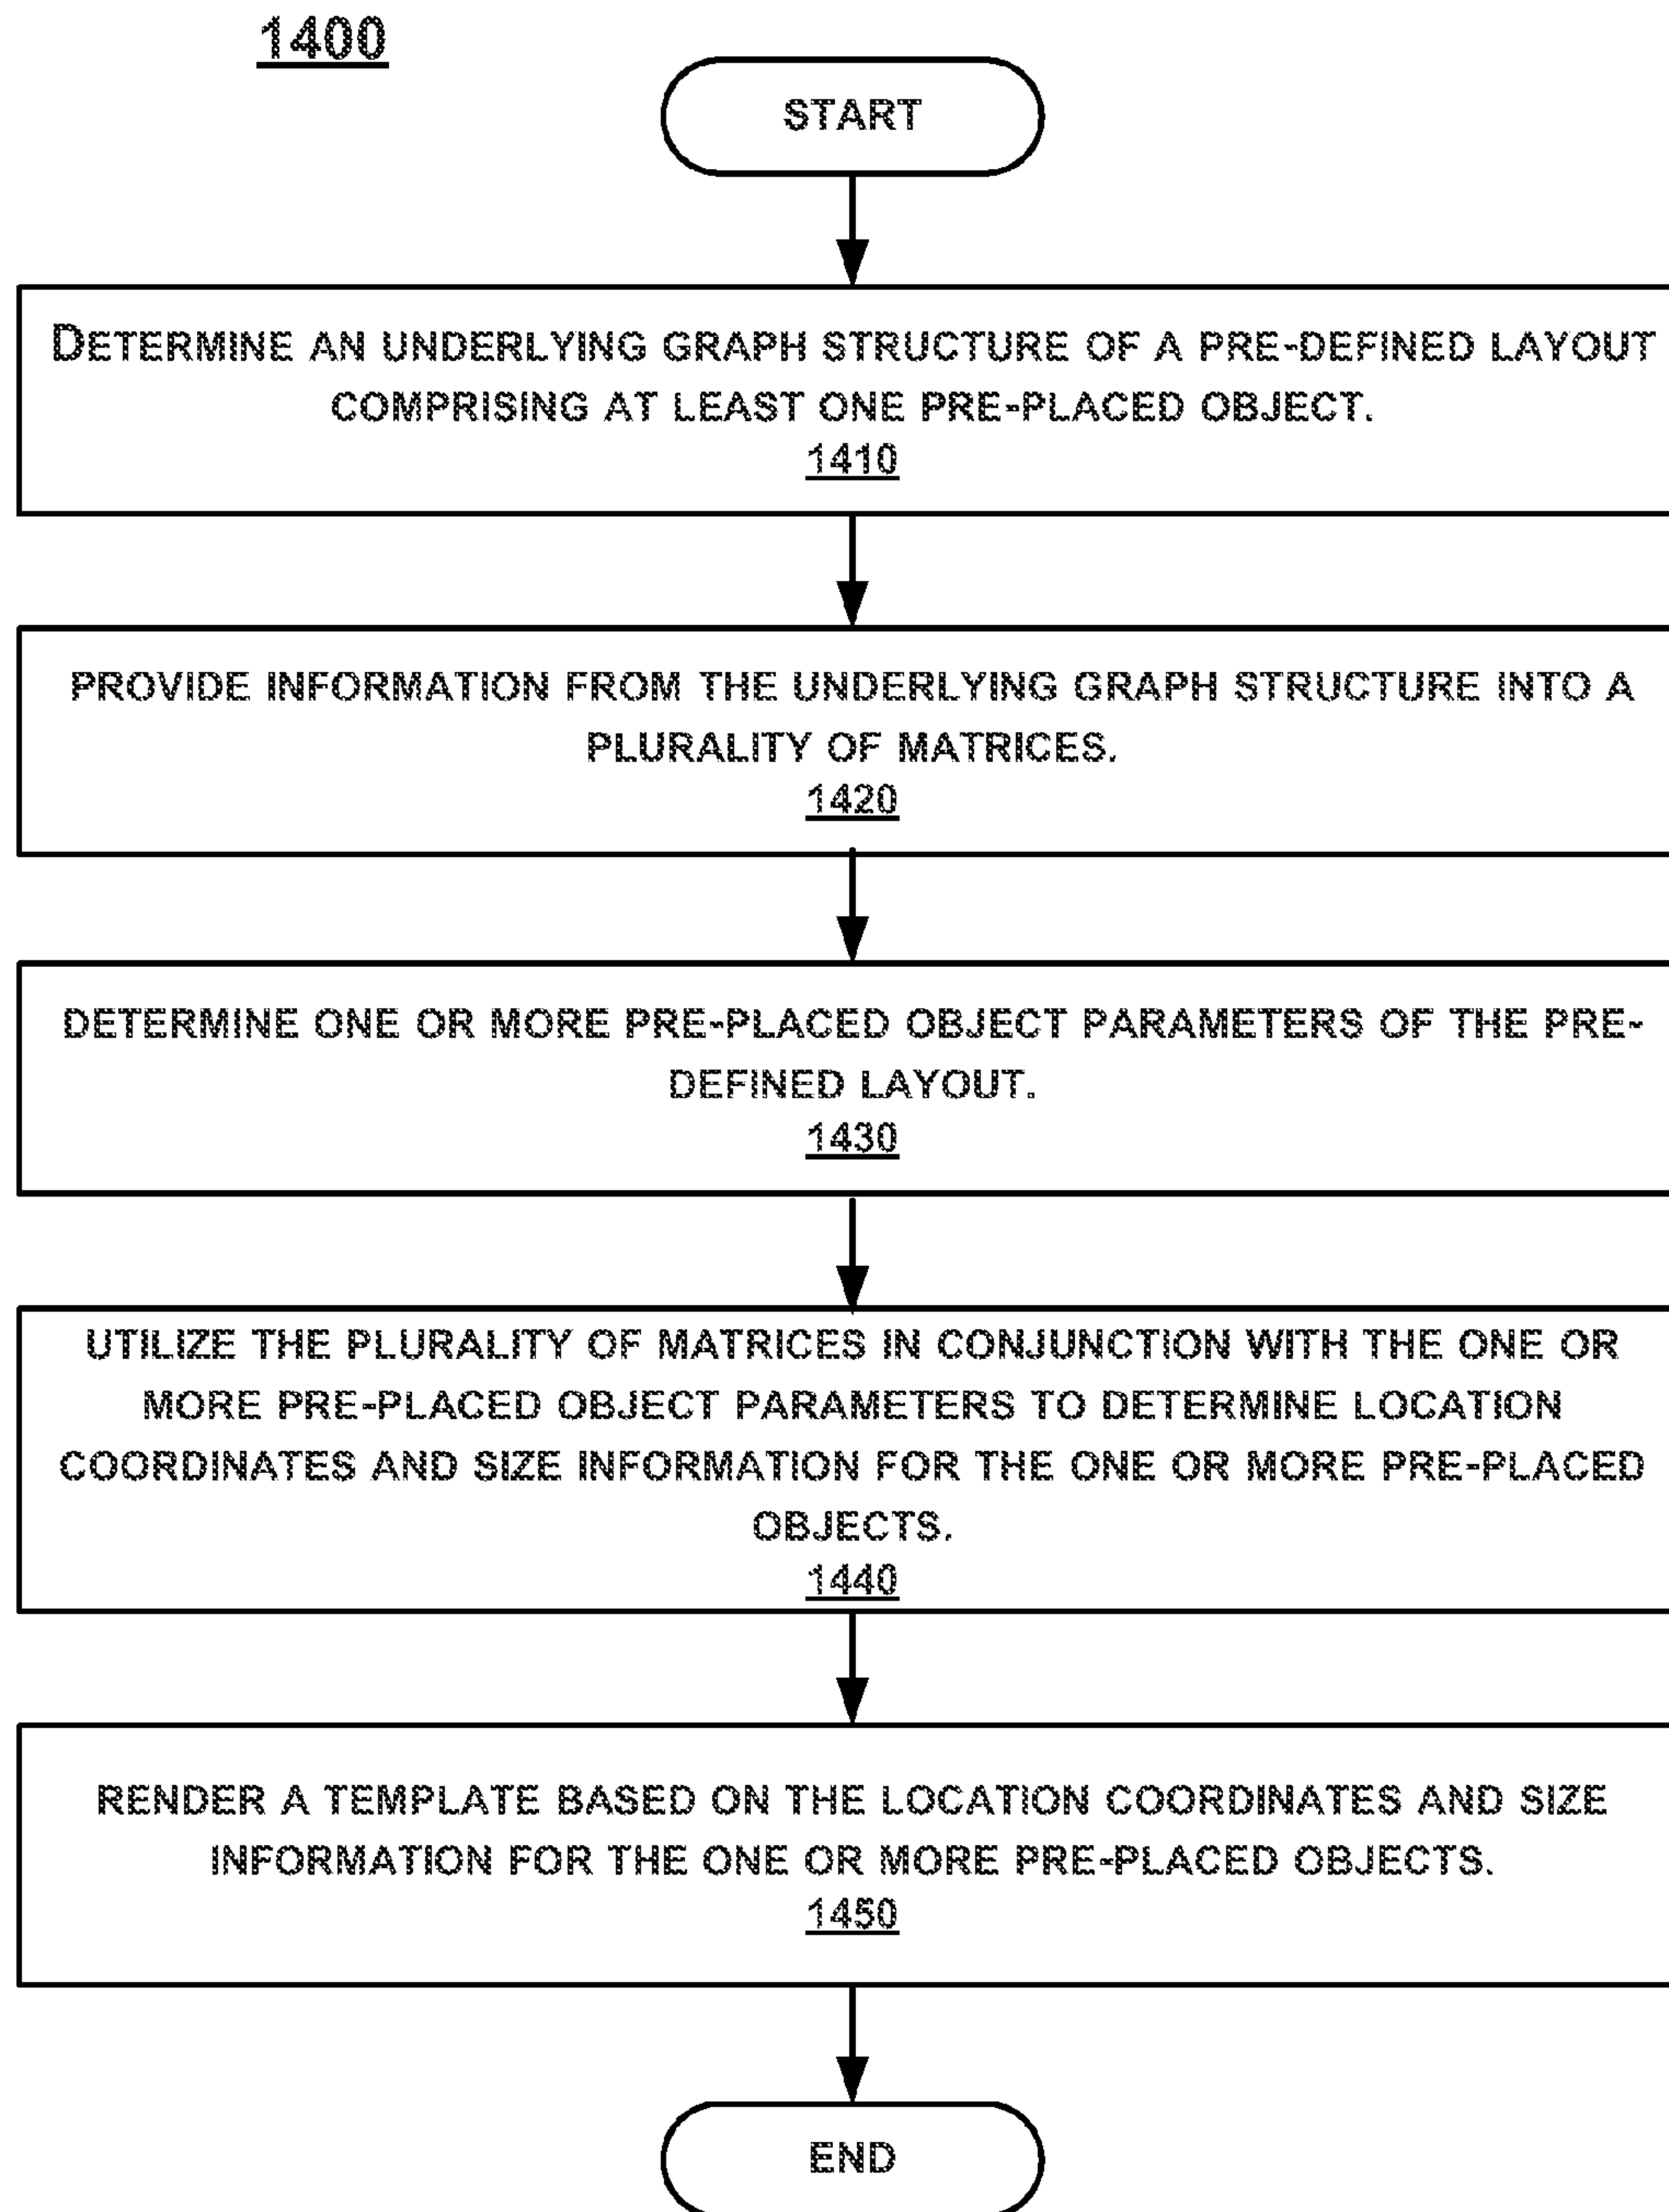 1400
START
DETERMINE AN UNDERLYING GRAPH STRUCTURE OF A PRE-DEFINED LAYOUT
COMPRISING AT LEAST ONE PRE-PLACED OBJECT.
1410
PROVIDE INFORMATION FROM THE UNDERLYING GRAPH STRUCTURE INTO A
PLURALITY OF MATRICES.
1420
DETERMINE ONE OR MORE PRE-PLACED OBJECT PARAMETERS OF THE PRE-
DEFINED LAYOUT.
1430
UTILIZE THE PLURALITY OF MATRICES IN CONJUNCTION WITH THE ONE OR
MORE PRE-PLACED OBJECT PARAMETERS TO DETERMINE LOCATION
COORDINATES AND SIZE INFORMATION FOR THE ONE OR MORE PRE-PLACED
OBJECTS.
1440
RENDER A TEMPLATE BASED ON THE LOCATION COORDINATES AND SIZE
INFORMATION FOR THE ONE OR MORE PRE-PLACED OBJECTS.
1450
END